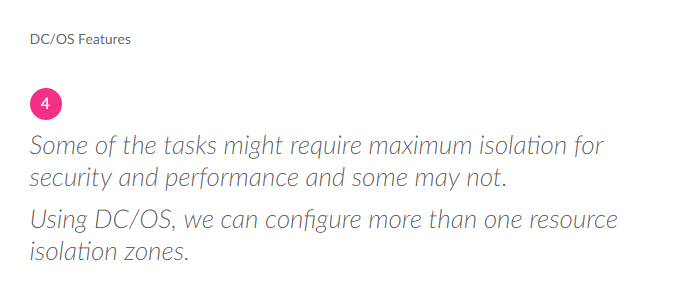 DC/OS Features
4
Some of the tasks might require maximum isolation for
security and performance and some may not.
Using DC/OS, we can configure more than one resource
isolation zones.